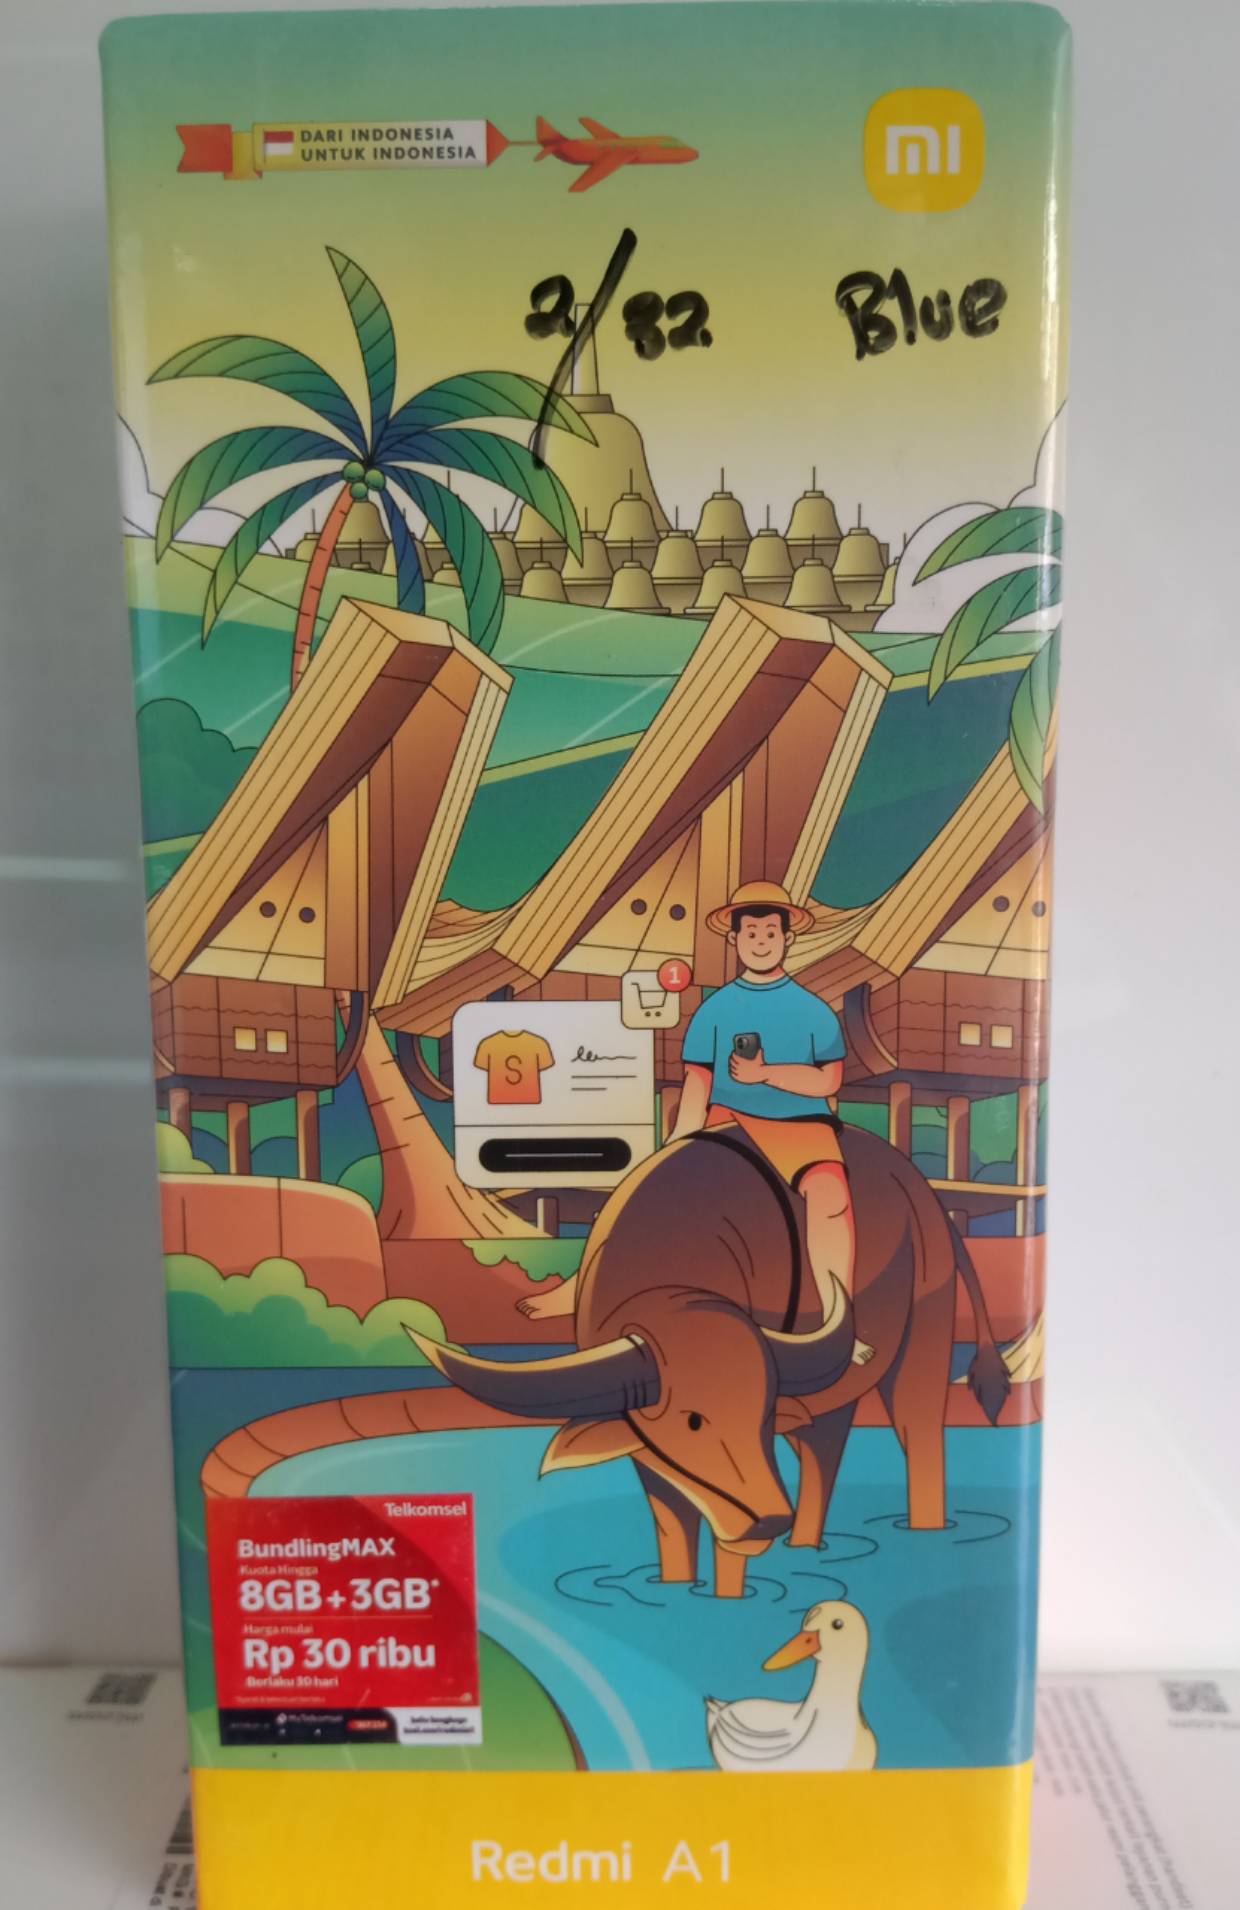 DARI INDONESIA
UNTUK INDONESIA
mi
2/32
Blue
1
S
Telkomsel
BundlingMAX
Kuota Hingga
8GB+3GB*
Harga mulai
Rp 30 ribu
Berlaku 30 hari
MyTelkomsel
Redmi A1